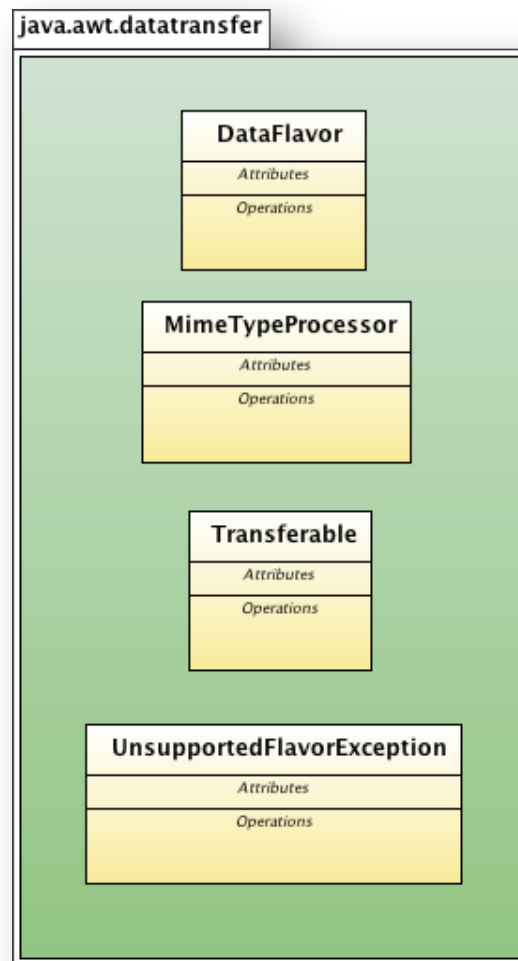 java.awt.datatransfer
DataFlavor
Attributes
Operations
MimeTypeProcessor
Attributes
Operations
Transferable
Attributes
Operations
UnsupportedFlavorException
Attributes
Operations